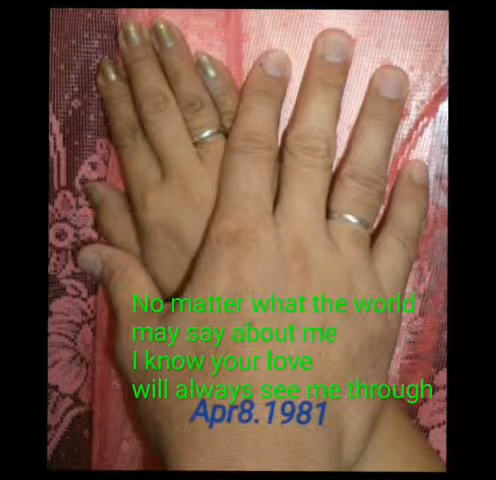 No matter what the world
may say about me
I know your love
will always see me through
Apr8.1981